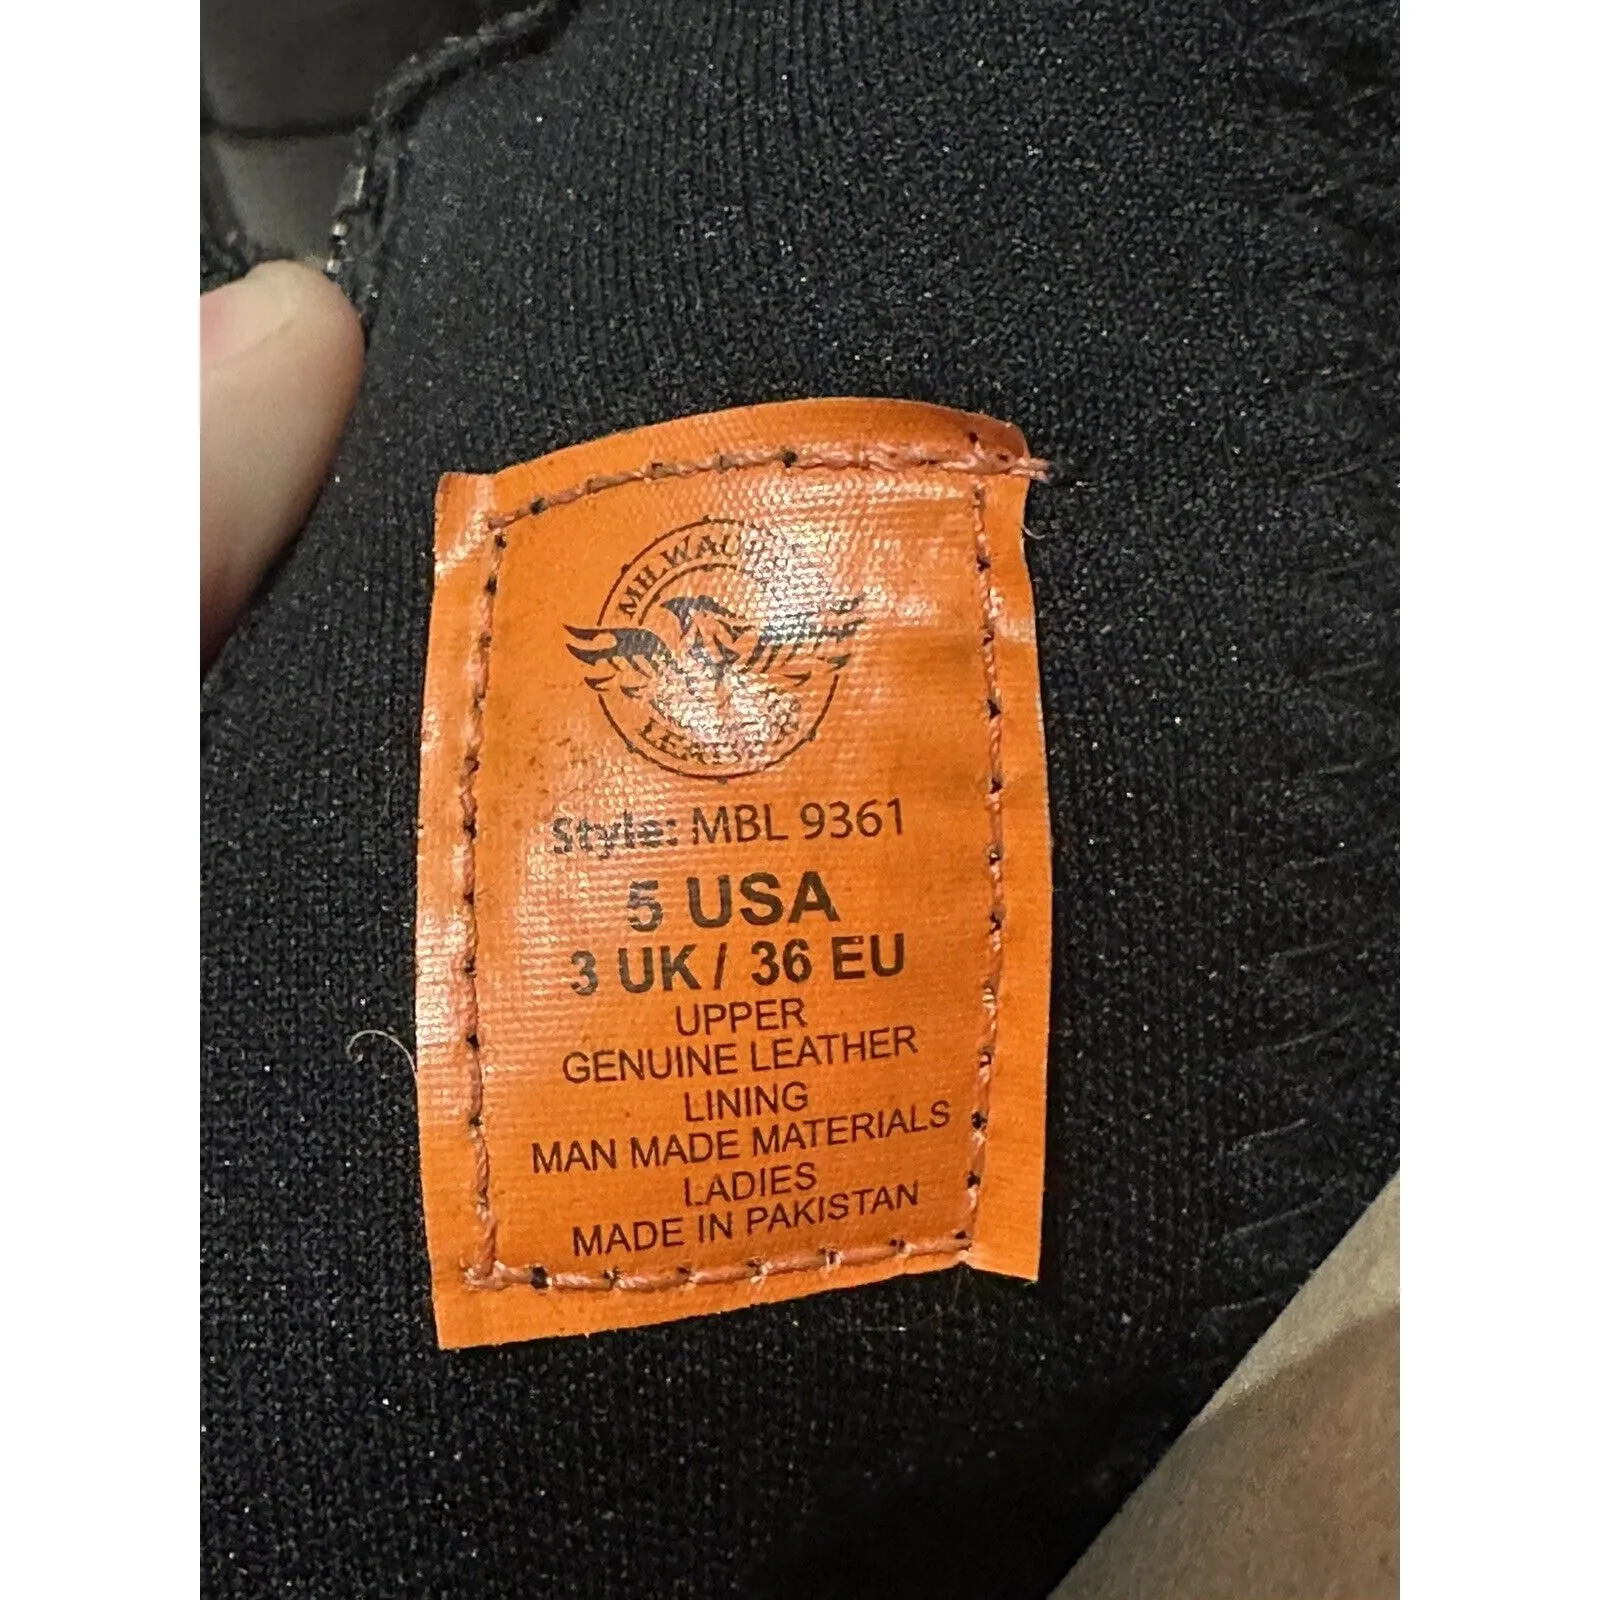 LEATHER
Style: MBL 9361
5 USA
3 UK / 36 EU
UPPER
GENUINE LEATHER
LINING
MAN MADE MATERIALS
LADIES
MADE IN PAKISTAN